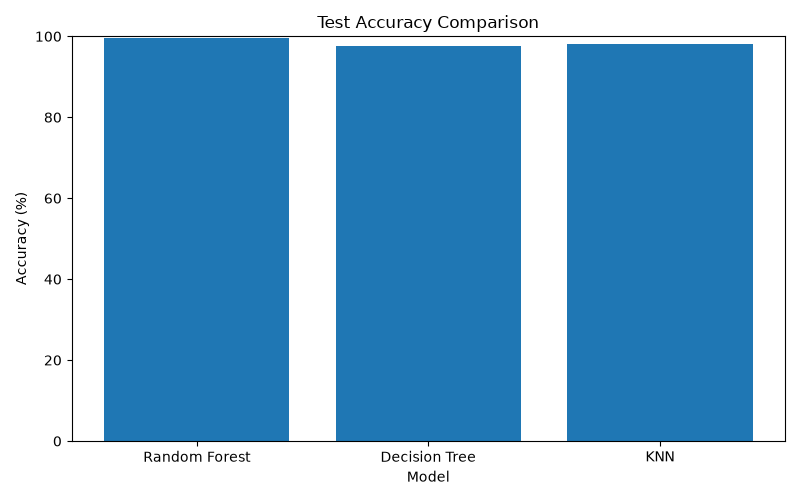 Test Accuracy Comparison
100
80
60
40
20
0
Accuracy (%)
Random Forest
Decision Tree
KNN
Model